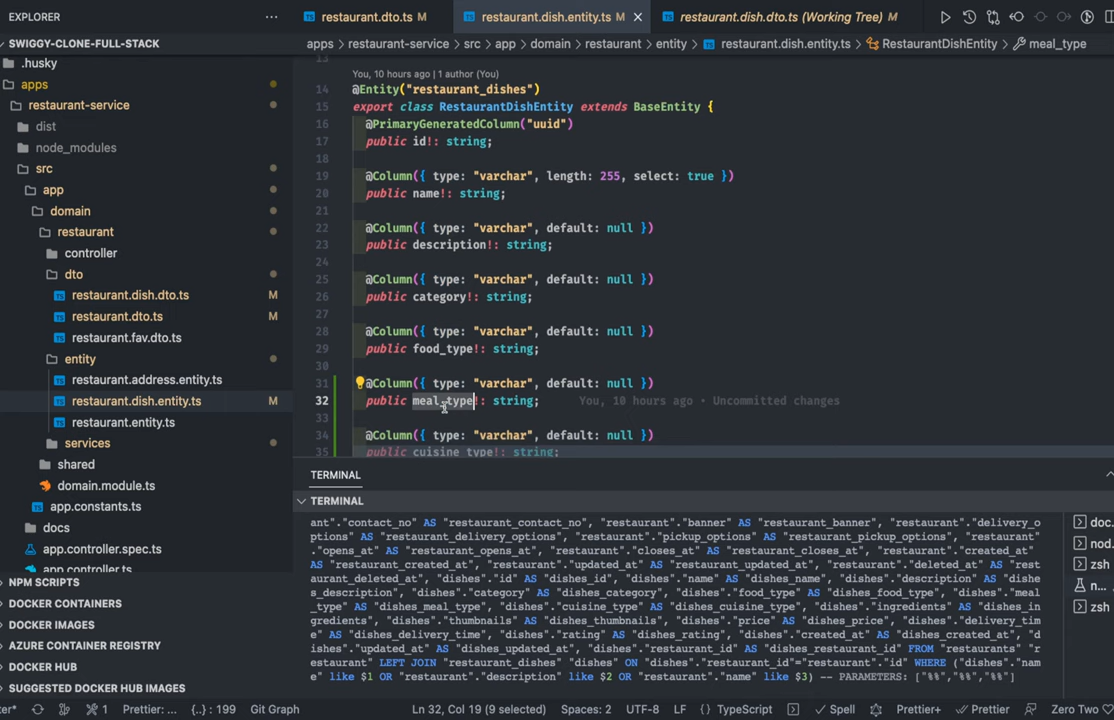 EXPLORER
SWIGGY-CLONE-FULL-STACK
.husky
apps
restaurant-service
dist
node_modules
src
app
domain
restaurant
controller
dto
restaurant.dish.dto.ts M
restaurant.dto.ts M
restaurant.fav.dto.ts
entity
restaurant.address.entity.ts
restaurant.dish.entity.ts M
restaurant.entity.ts
services
shared
domain.module.ts
app.constants.ts
docs
app.controller.spec.ts
app.controller.ts
NPM SCRIPTS
DOCKER CONTAINERS
DOCKER IMAGES
AZURE CONTAINER REGISTRY
DOCKER HUB
SUGGESTED DOCKER HUB IMAGES
restaurant.dto.ts M restaurant.dish.entity.ts M restaurant.dish.dto.ts (Working Tree) M
apps > restaurant-service > src > app > domain > restaurant > entity > restaurant.dish.entity.ts > RestaurantDishEntity > meal_type
13
You, 10 hours ago | 1 author (You)
14 @Entity("restaurant_dishes")
15 export class RestaurantDishEntity extends BaseEntity {
16 @PrimaryGeneratedColumn("uuid")
17 public id!: string;
18
19 @Column({ type: "varchar", length: 255, select: true })
20 public name!: string;
21
22 @Column({ type: "varchar", default: null })
23 public description!: string;
24
25 @Column({ type: "varchar", default: null })
26 public category!: string;
27
28 @Column({ type: "varchar", default: null })
29 public food_type!: string;
30
31 @Column({ type: "varchar", default: null })
32 public meal_type!: string; You, 10 hours ago • Uncommitted changes
33
34 @Column({ type: "varchar", default: null })
35 public cuisine_type!: string;
TERMINAL
TERMINAL
ant"."contact_no" AS "restaurant_contact_no", "restaurant"."banner" AS "restaurant_banner", "restaurant"."delivery_o
ptions" AS "restaurant_delivery_options", "restaurant"."pickup_options" AS "restaurant_pickup_options", "restaurant"
."opens_at" AS "restaurant_opens_at", "restaurant"."closes_at" AS "restaurant_closes_at", "restaurant"."created_at"
AS "restaurant_created_at", "restaurant"."updated_at" AS "restaurant_updated_at", "restaurant"."deleted_at" AS "rest
aurant_deleted_at", "dishes"."id" AS "dishes_id", "dishes"."name" AS "dishes_name", "dishes"."description" AS "dishe
s_description", "dishes"."category" AS "dishes_category", "dishes"."food_type" AS "dishes_food_type", "dishes"."meal
_type" AS "dishes_meal_type", "dishes"."cuisine_type" AS "dishes_cuisine_type", "dishes"."ingredients" AS "dishes_in
gredients", "dishes"."thumbnails" AS "dishes_thumbnails", "dishes"."price" AS "dishes_price", "dishes"."delivery_tim
e" AS "dishes_delivery_time", "dishes"."rating" AS "dishes_rating", "dishes"."created_at" AS "dishes_created_at", "d
ishes"."updated_at" AS "dishes_updated_at", "dishes"."restaurant_id" AS "dishes_restaurant_id" FROM "restaurants" "r
estaurant" LEFT JOIN "restaurant_dishes" "dishes" ON "dishes"."restaurant_id"="restaurant"."id" WHERE ("dishes"."nam
e" like $1 OR "restaurant"."description" like $2 OR "restaurant"."name" like $3) -- PARAMETERS: ["%%","%%","%%"]
doc.
nod.
zsh
n...
zsh
ter* 1 Prettier: ... {..} : 199 Git Graph Ln 32, Col 19 (9 selected) Spaces: 2 UTF-8 LF {} TypeScript Spell Prettier+ Prettier Zero Two